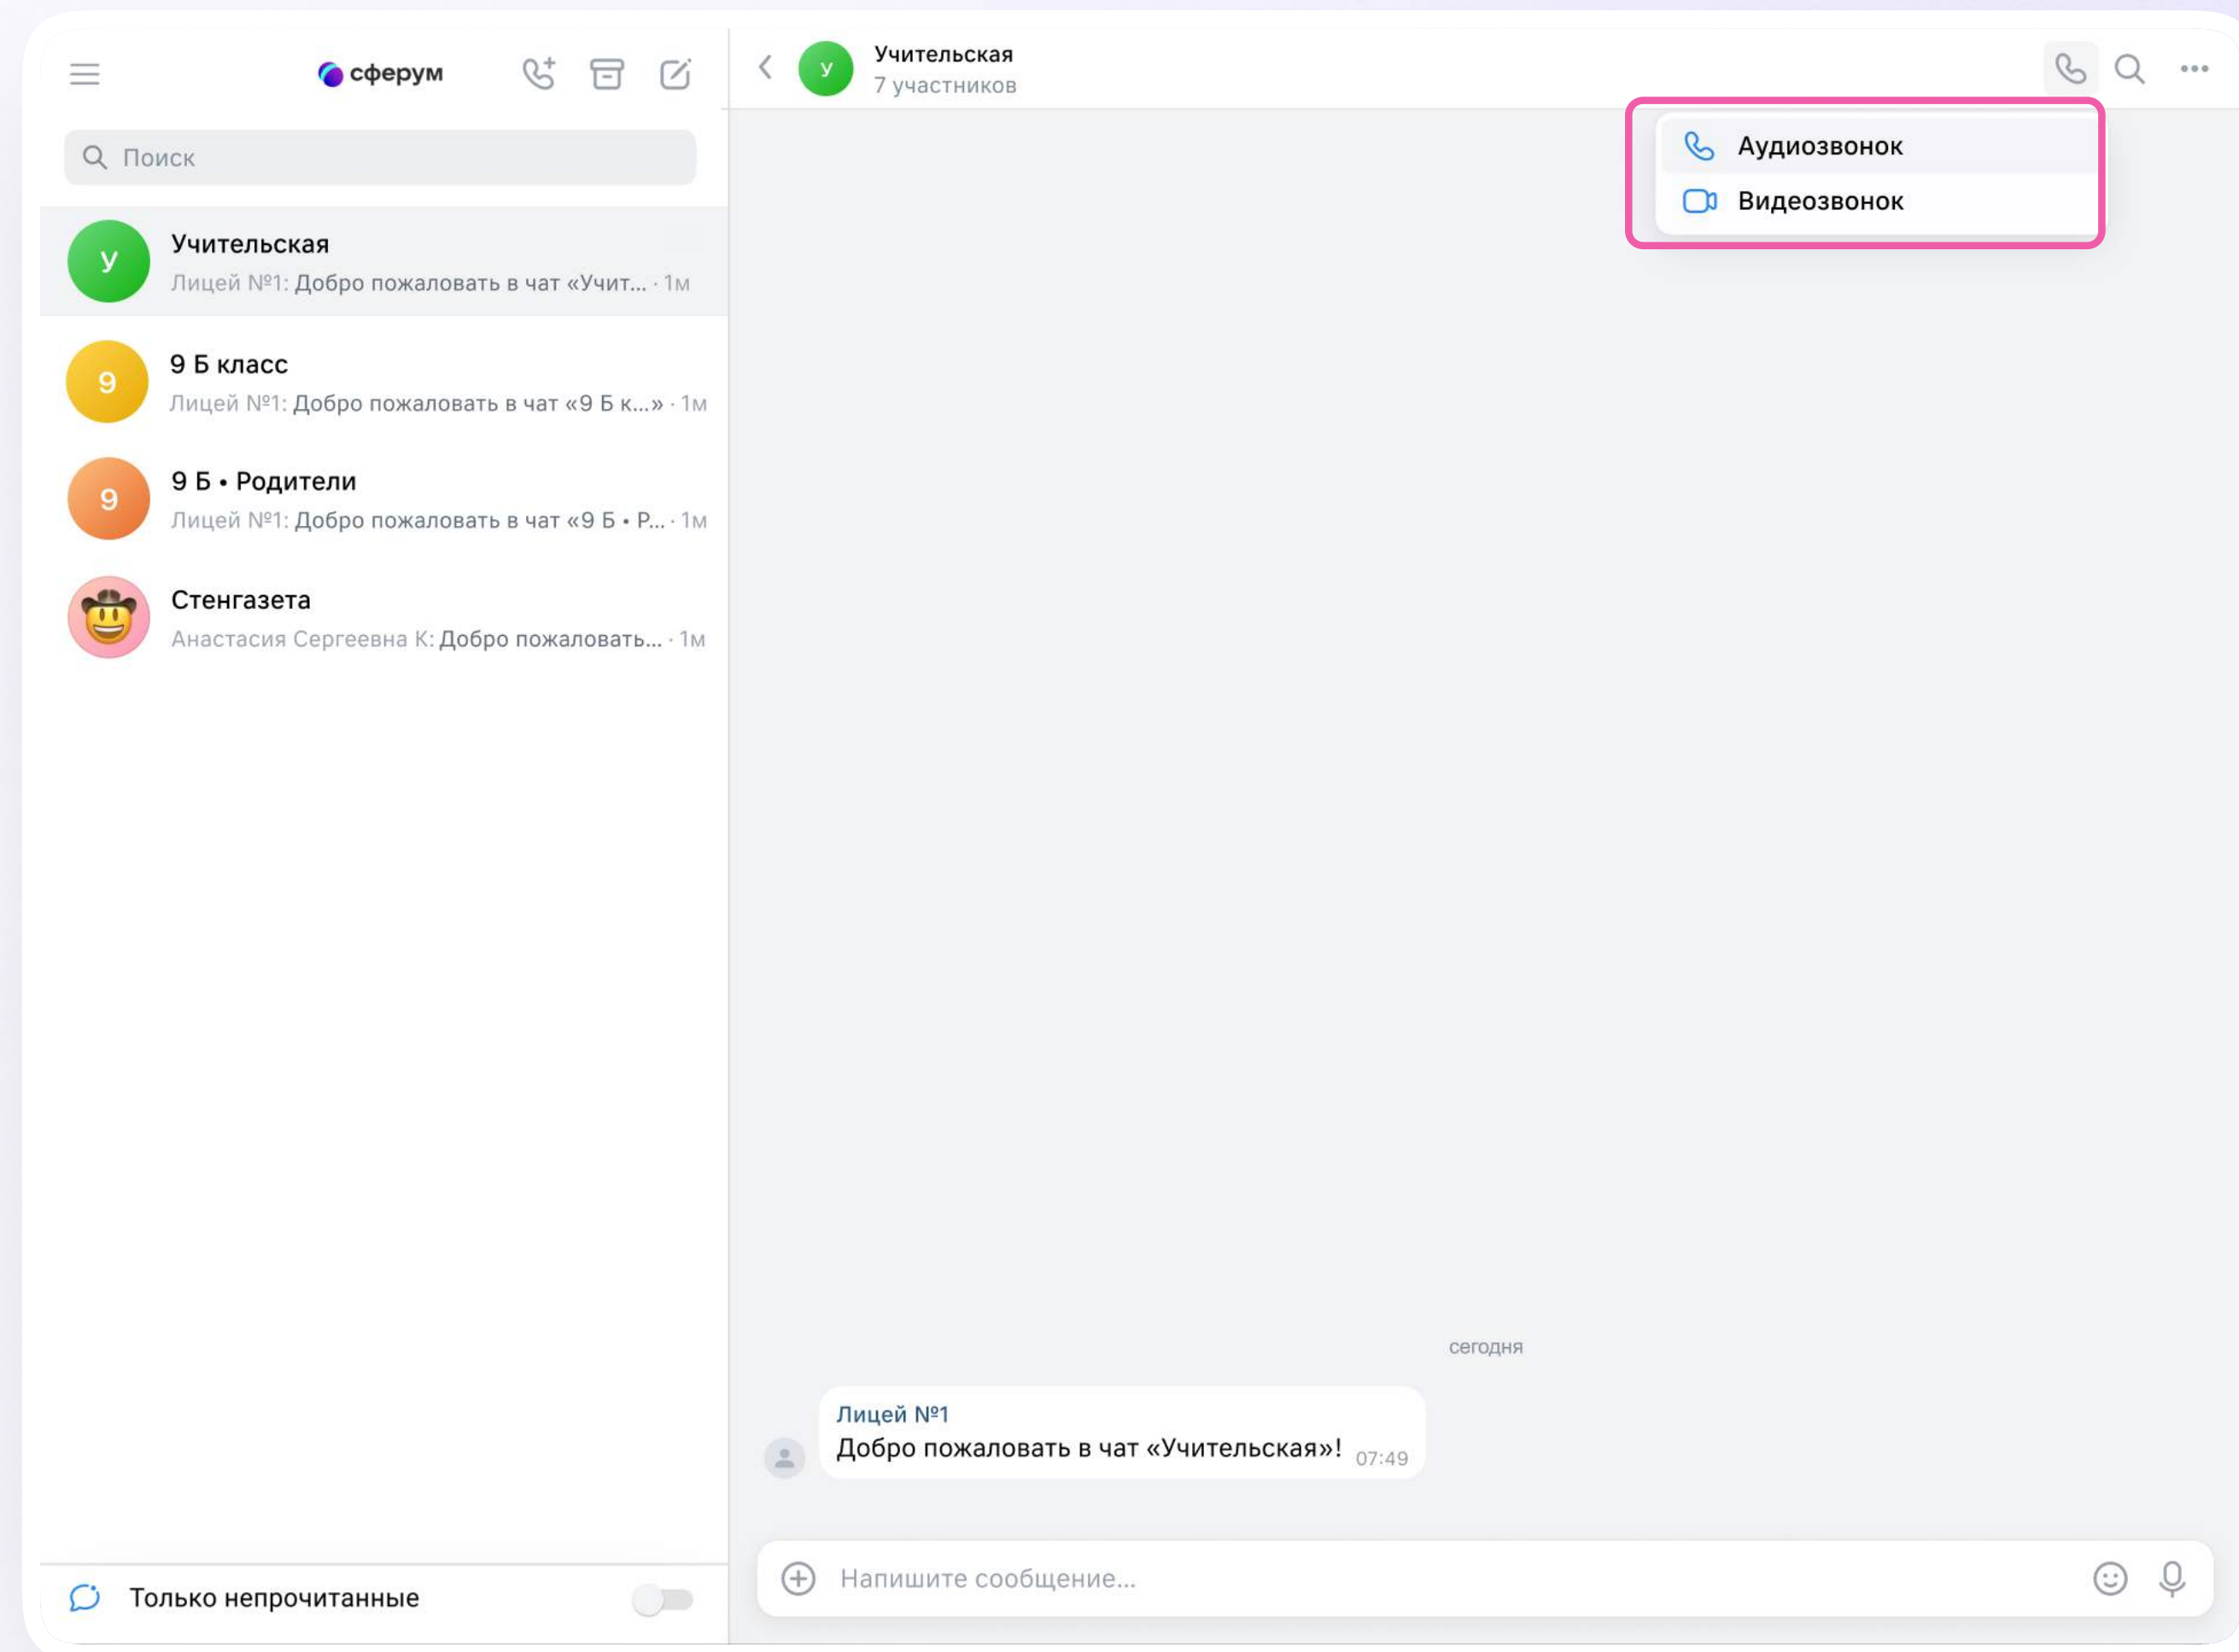 сферум
Поиск
У
Учительская
Лицей №1: Добро пожаловать в чат «Учит... · 1м
9
9 Б класс
Лицей №1: Добро пожаловать в чат «9 Б к...» · 1м
9
9 Б • Родители
Лицей №1: Добро пожаловать в чат «9 Б • Р... · 1м
Стенгазета
Анастасия Сергеевна К: Добро пожаловать... · 1м
Только непрочитанные
У
Учительская
7 участников
Аудиозвонок
Видеозвонок
сегодня
Лицей №1
Добро пожаловать в чат «Учительская»! 07:49
Напишите сообщение...